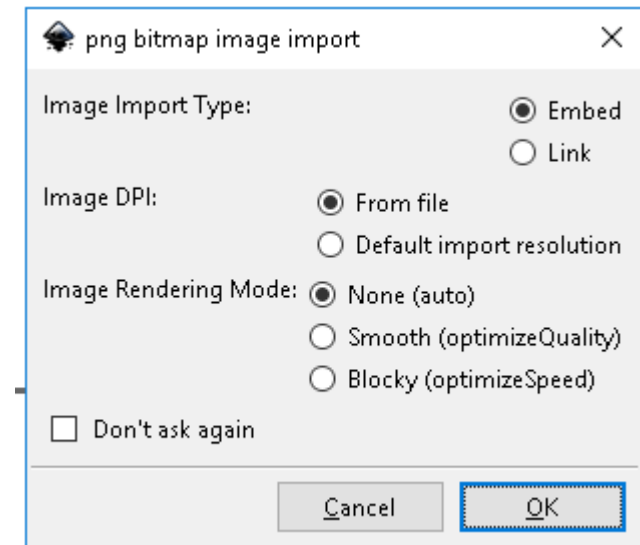 png bitmap image import
Image Import Type:
Embed
Link
Image DPI:
From file
Default import resolution
Image Rendering Mode:
None (auto)
Smooth (optimizeQuality)
Blocky (optimizeSpeed)
Don't ask again
Cancel
OK